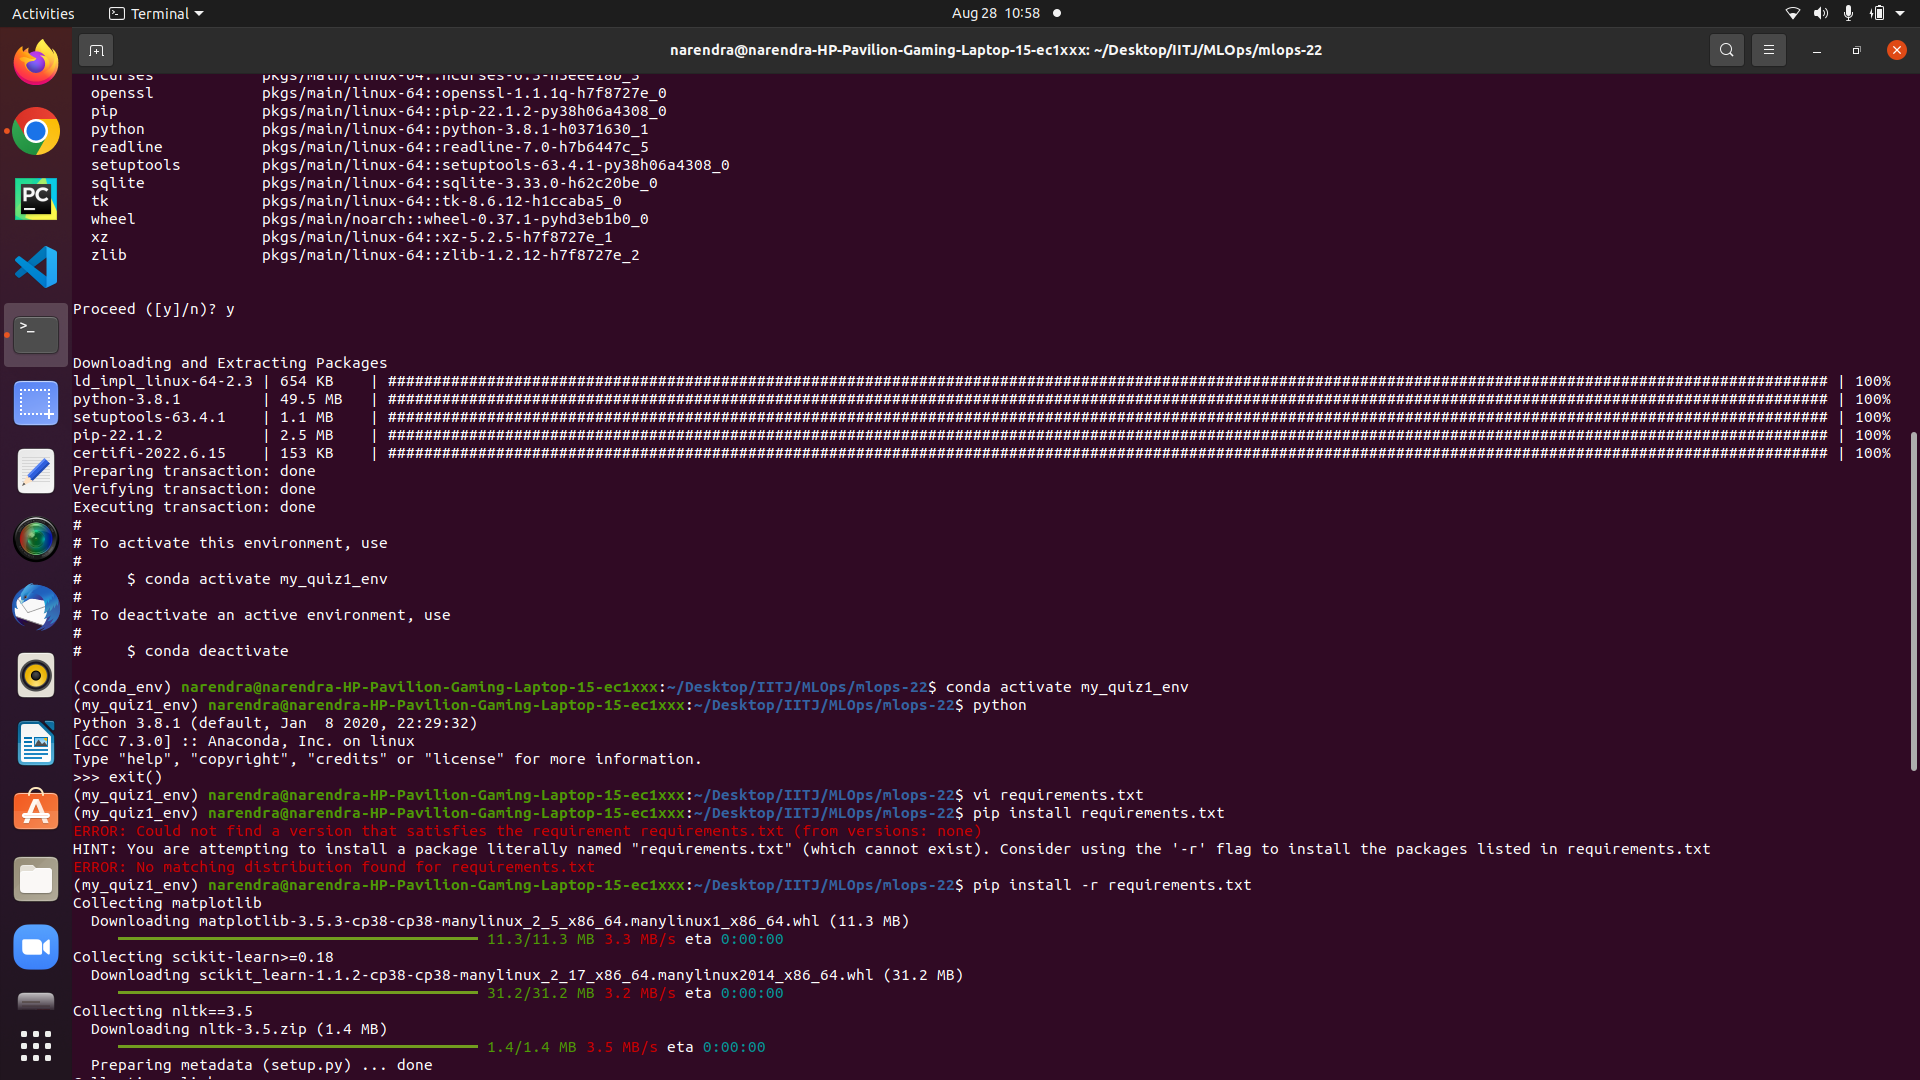 Activities
Terminal
Aug 28 10:58
narendra@narendra-HP-Pavilion-Gaming-Laptop-15-ec1xxx: ~/Desktop/IITJ/MLOps/mlops-22
ncurses pkgs/main/linux-64::ncurses-6.3-h5eee18b_3
openssl pkgs/main/linux-64::openssl-1.1.1q-h7f8727e_0
pip pkgs/main/linux-64::pip-22.1.2-py38h06a4308_0
python pkgs/main/linux-64::python-3.8.1-h0371630_1
readline pkgs/main/linux-64::readline-7.0-h7b6447c_5
setuptools pkgs/main/linux-64::setuptools-63.4.1-py38h06a4308_0
sqlite pkgs/main/linux-64::sqlite-3.33.0-h62c20be_0
tk pkgs/main/linux-64::tk-8.6.12-h1ccaba5_0
wheel pkgs/main/noarch::wheel-0.37.1-pyhd3eb1b0_0
xz pkgs/main/linux-64::xz-5.2.5-h7f8727e_1
zlib pkgs/main/linux-64::zlib-1.2.12-h7f8727e_2
Proceed ([y]/n)? y
Downloading and Extracting Packages
ld_impl_linux-64-2.3 | 654 KB | ################################################################################################################################################################ | 100%
python-3.8.1 | 49.5 MB | ################################################################################################################################################################ | 100%
setuptools-63.4.1 | 1.1 MB | ################################################################################################################################################################ | 100%
pip-22.1.2 | 2.5 MB | ################################################################################################################################################################ | 100%
certifi-2022.6.15 | 153 KB | ################################################################################################################################################################ | 100%
Preparing transaction: done
Verifying transaction: done
Executing transaction: done
#
# To activate this environment, use
#
# $ conda activate my_quiz1_env
#
# To deactivate an active environment, use
#
# $ conda deactivate
(conda_env) narendra@narendra-HP-Pavilion-Gaming-Laptop-15-ec1xxx:~/Desktop/IITJ/MLOps/mlops-22$ conda activate my_quiz1_env
(my_quiz1_env) narendra@narendra-HP-Pavilion-Gaming-Laptop-15-ec1xxx:~/Desktop/IITJ/MLOps/mlops-22$ python
Python 3.8.1 (default, Jan  8 2020, 22:29:32)
[GCC 7.3.0] :: Anaconda, Inc. on linux
Type "help", "copyright", "credits" or "license" for more information.
>>> exit()
(my_quiz1_env) narendra@narendra-HP-Pavilion-Gaming-Laptop-15-ec1xxx:~/Desktop/IITJ/MLOps/mlops-22$ vi requirements.txt
(my_quiz1_env) narendra@narendra-HP-Pavilion-Gaming-Laptop-15-ec1xxx:~/Desktop/IITJ/MLOps/mlops-22$ pip install requirements.txt
ERROR: Could not find a version that satisfies the requirement requirements.txt (from versions: none)
HINT: You are attempting to install a package literally named "requirements.txt" (which cannot exist). Consider using the '-r' flag to install the packages listed in requirements.txt
ERROR: No matching distribution found for requirements.txt
(my_quiz1_env) narendra@narendra-HP-Pavilion-Gaming-Laptop-15-ec1xxx:~/Desktop/IITJ/MLOps/mlops-22$ pip install -r requirements.txt
Collecting matplotlib
Downloading matplotlib-3.5.3-cp38-cp38-manylinux_2_5_x86_64.manylinux1_x86_64.whl (11.3 MB)
11.3/11.3 MB 3.3 MB/s eta 0:00:00
Collecting scikit-learn>=0.18
Downloading scikit_learn-1.1.2-cp38-cp38-manylinux_2_17_x86_64.manylinux2014_x86_64.whl (31.2 MB)
31.2/31.2 MB 3.2 MB/s eta 0:00:00
Collecting nltk==3.5
Downloading nltk-3.5.zip (1.4 MB)
1.4/1.4 MB 3.5 MB/s eta 0:00:00
Preparing metadata (setup.py) ... done